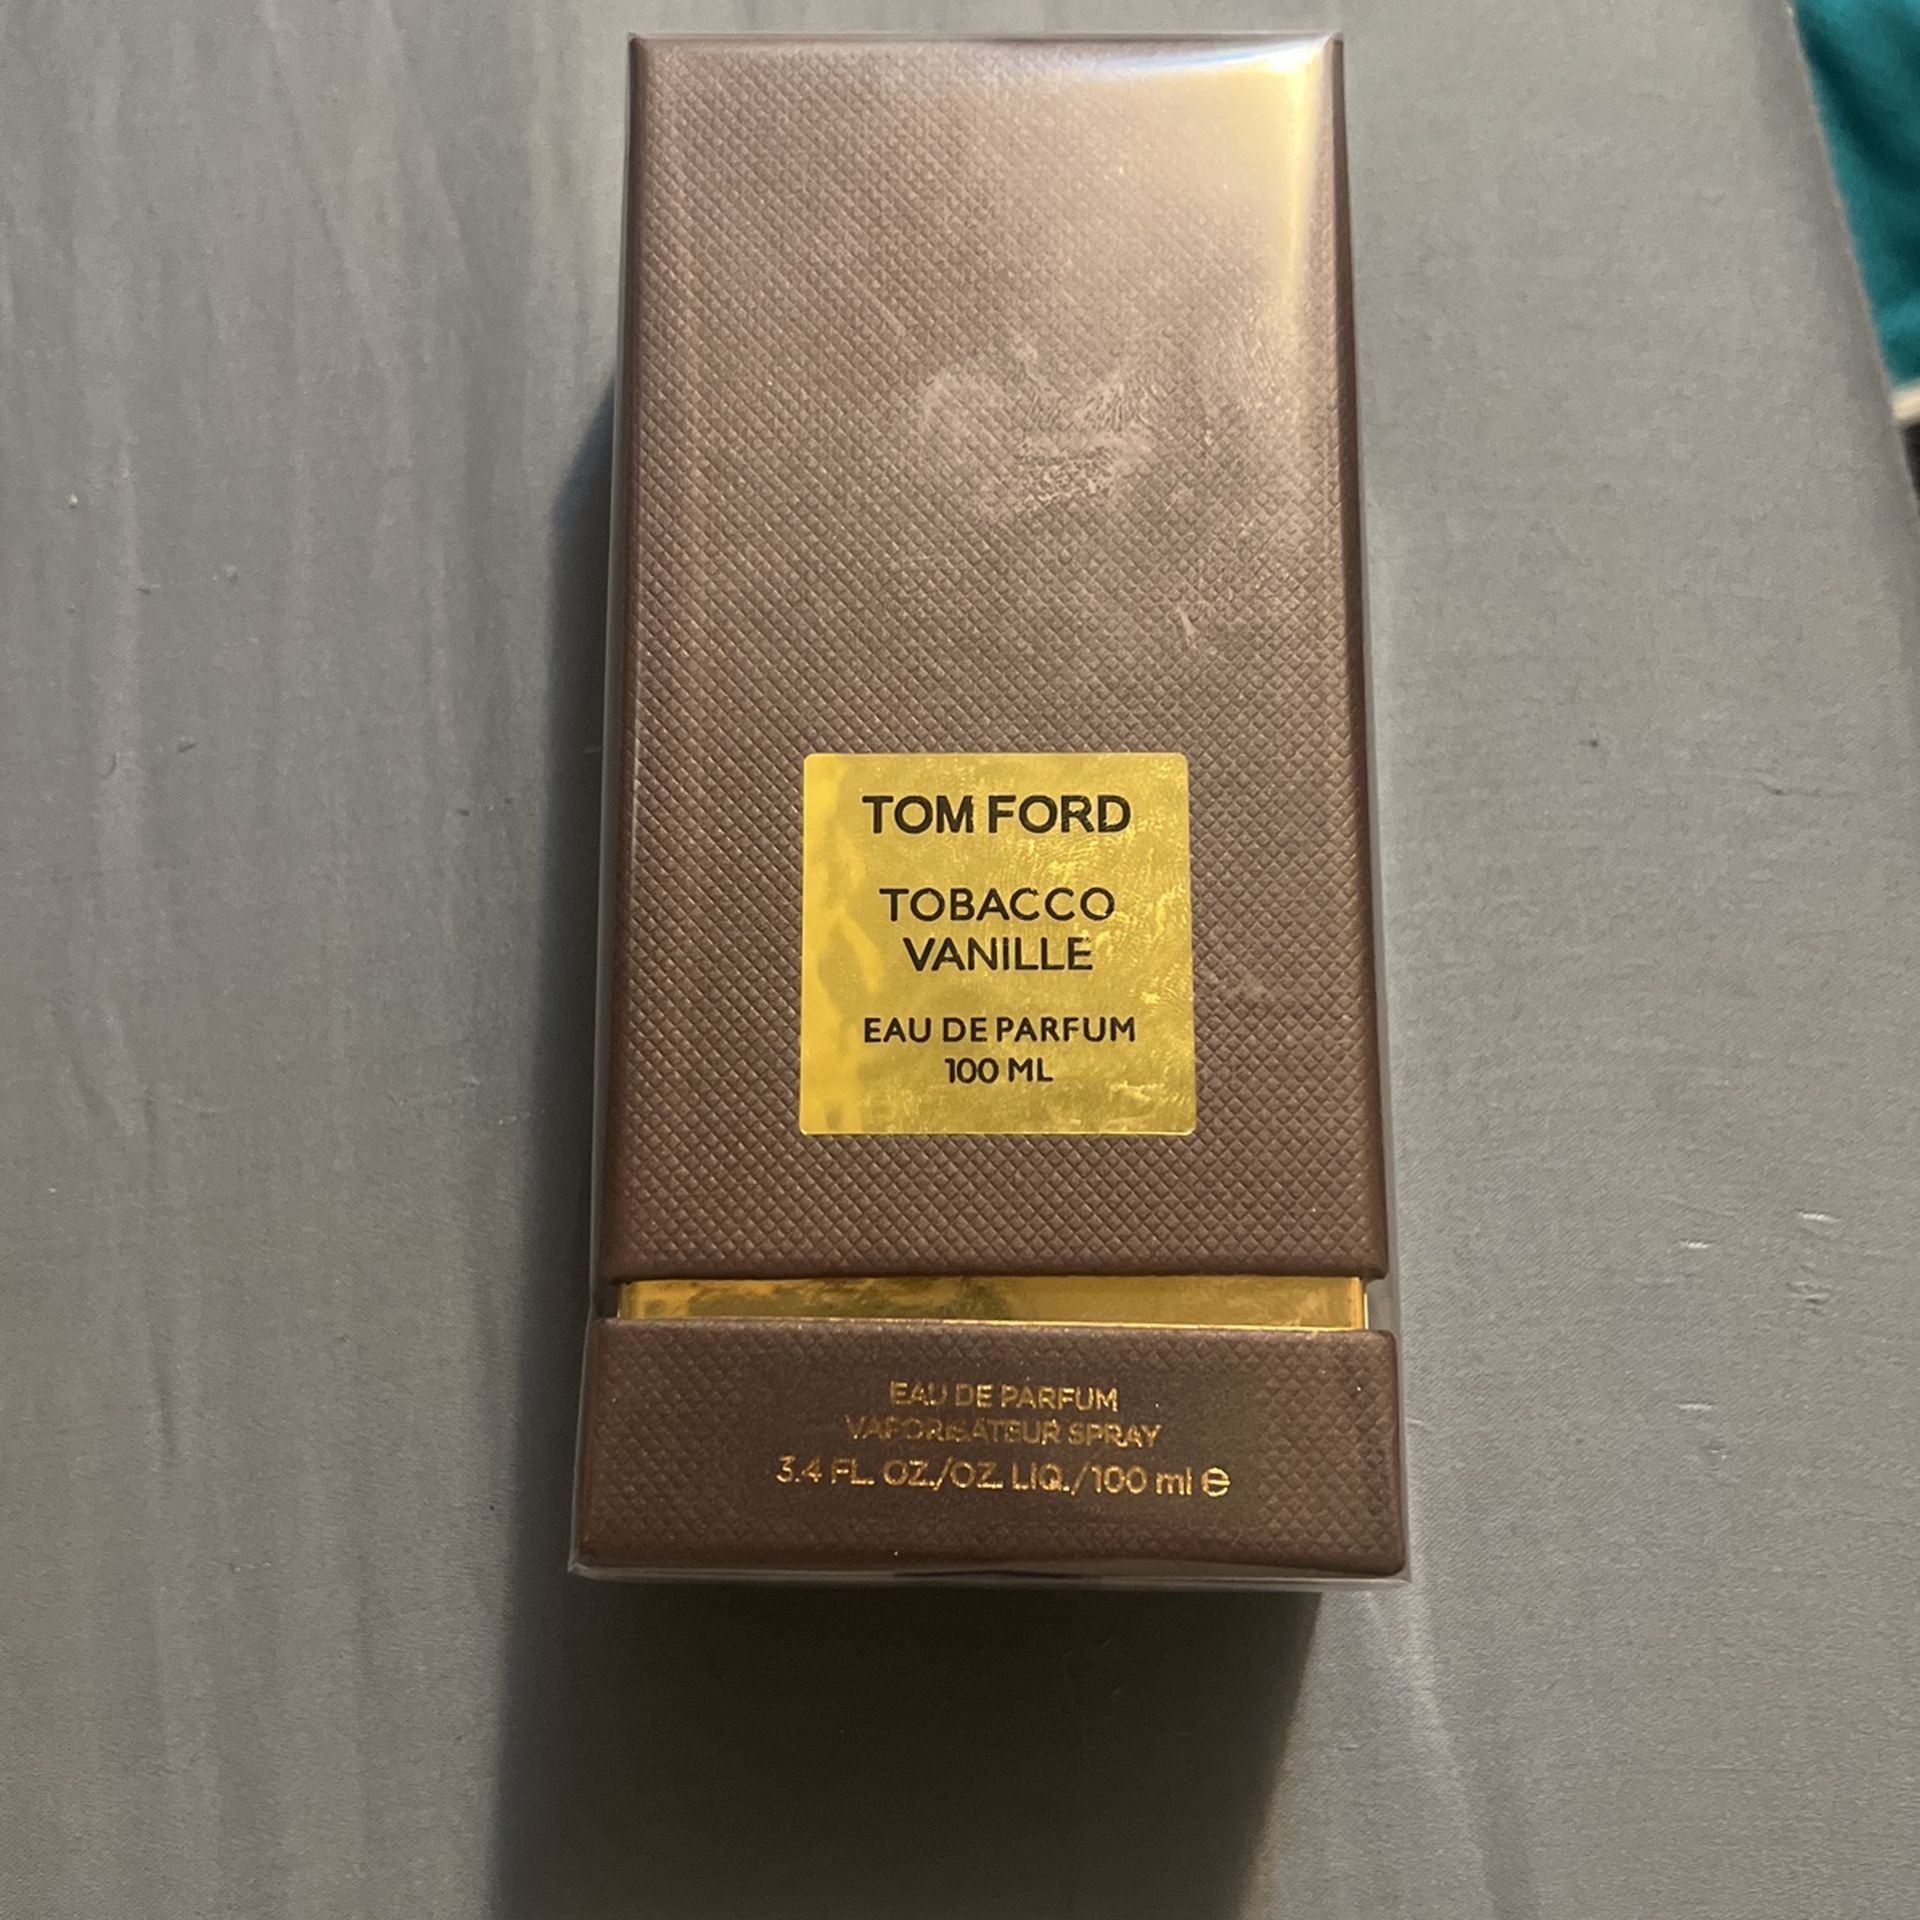 TOM FORD
TOBACCO
VANILLE
EAU DE PARFUM
100 ML
EAU DE PARFUM
VAPORISATEUR SPRAY
3.4 FL. OZ./OZ. LIQ./100 ml ℮